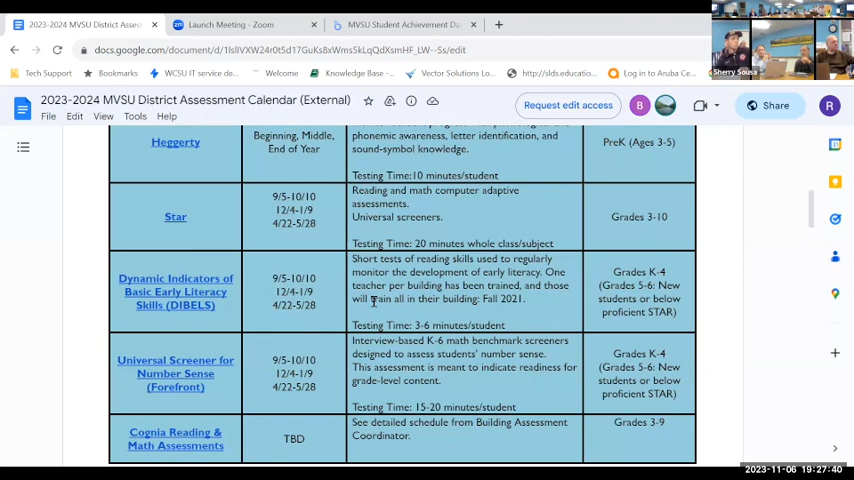 2023-2024 MVSU District Asses
Launch Meeting - Zoom
MVSU Student Achievement Da
docs.google.com/document/d/1lsllVXW24r0t5d17GuKs8xWms5kLqQdXsmHF_LW--Ss/edit
Tech Support
Bookmarks
WCSU IT service de...
Welcome
Knowledge Base -...
Vector Solutions Lo...
http://slds.educatio...
Log in to Aruba Ce...
Sherry Sousa
2023-2024 MVSU District Assessment Calendar (External)
File Edit View Tools Help
Request edit access
B
Share
R
Heggerty
Beginning, Middle,
End of Year
phonemic awareness, letter identification, and
sound-symbol knowledge.
Testing Time:10 minutes/student
PreK (Ages 3-5)
Star
9/5-10/10
12/4-1/9
4/22-5/28
Reading and math computer adaptive
assessments.
Universal screeners.
Testing Time: 20 minutes whole class/subject
Grades 3-10
Dynamic Indicators of
Basic Early Literacy
Skills (DIBELS)
9/5-10/10
12/4-1/9
4/22-5/28
Short tests of reading skills used to regularly
monitor the development of early literacy. One
teacher per building has been trained, and those
will train all in their building: Fall 2021.
Testing Time: 3-6 minutes/student
Grades K-4
(Grades 5-6: New
students or below
proficient STAR)
Universal Screener for
Number Sense
(Forefront)
9/5-10/10
12/4-1/9
4/22-5/28
Interview-based K-6 math benchmark screeners
designed to assess students' number sense.
This assessment is meant to indicate readiness for
grade-level content.
Testing Time: 15-20 minutes/student
Grades K-4
(Grades 5-6: New
students or below
proficient STAR)
Cognia Reading &
Math Assessments
TBD
See detailed schedule from Building Assessment
Coordinator.
Grades 3-9
2023-11-06 19:27:40